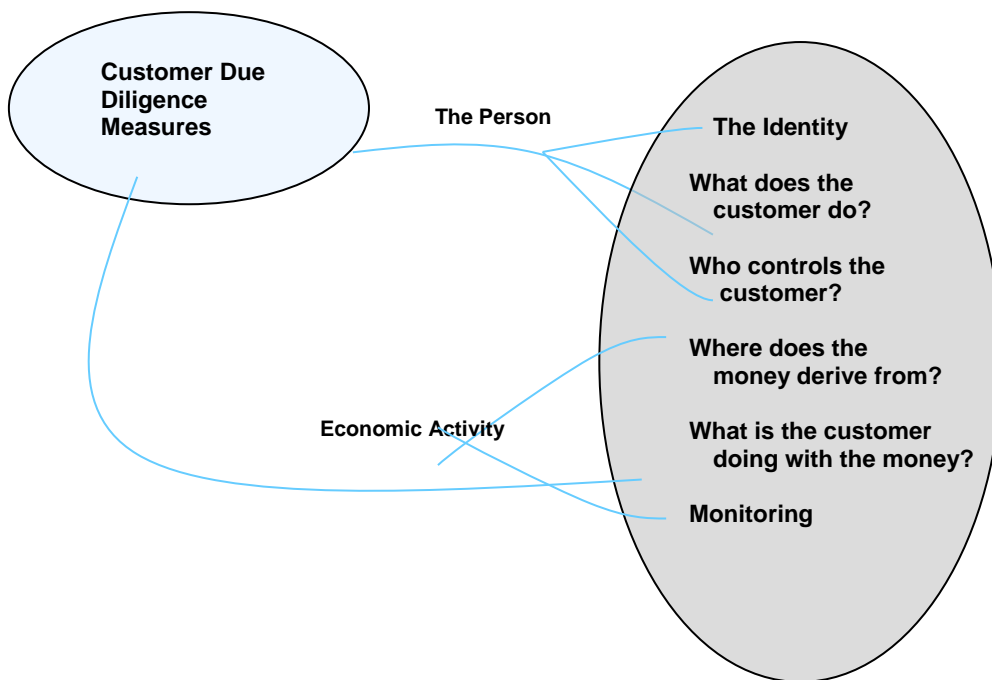 Customer Due
Diligence
Measures
The Person
The Identity
What does the
customer do?
Who controls the
customer?
Where does the
money derive from?
Economic Activity
What is the customer
doing with the money?
Monitoring